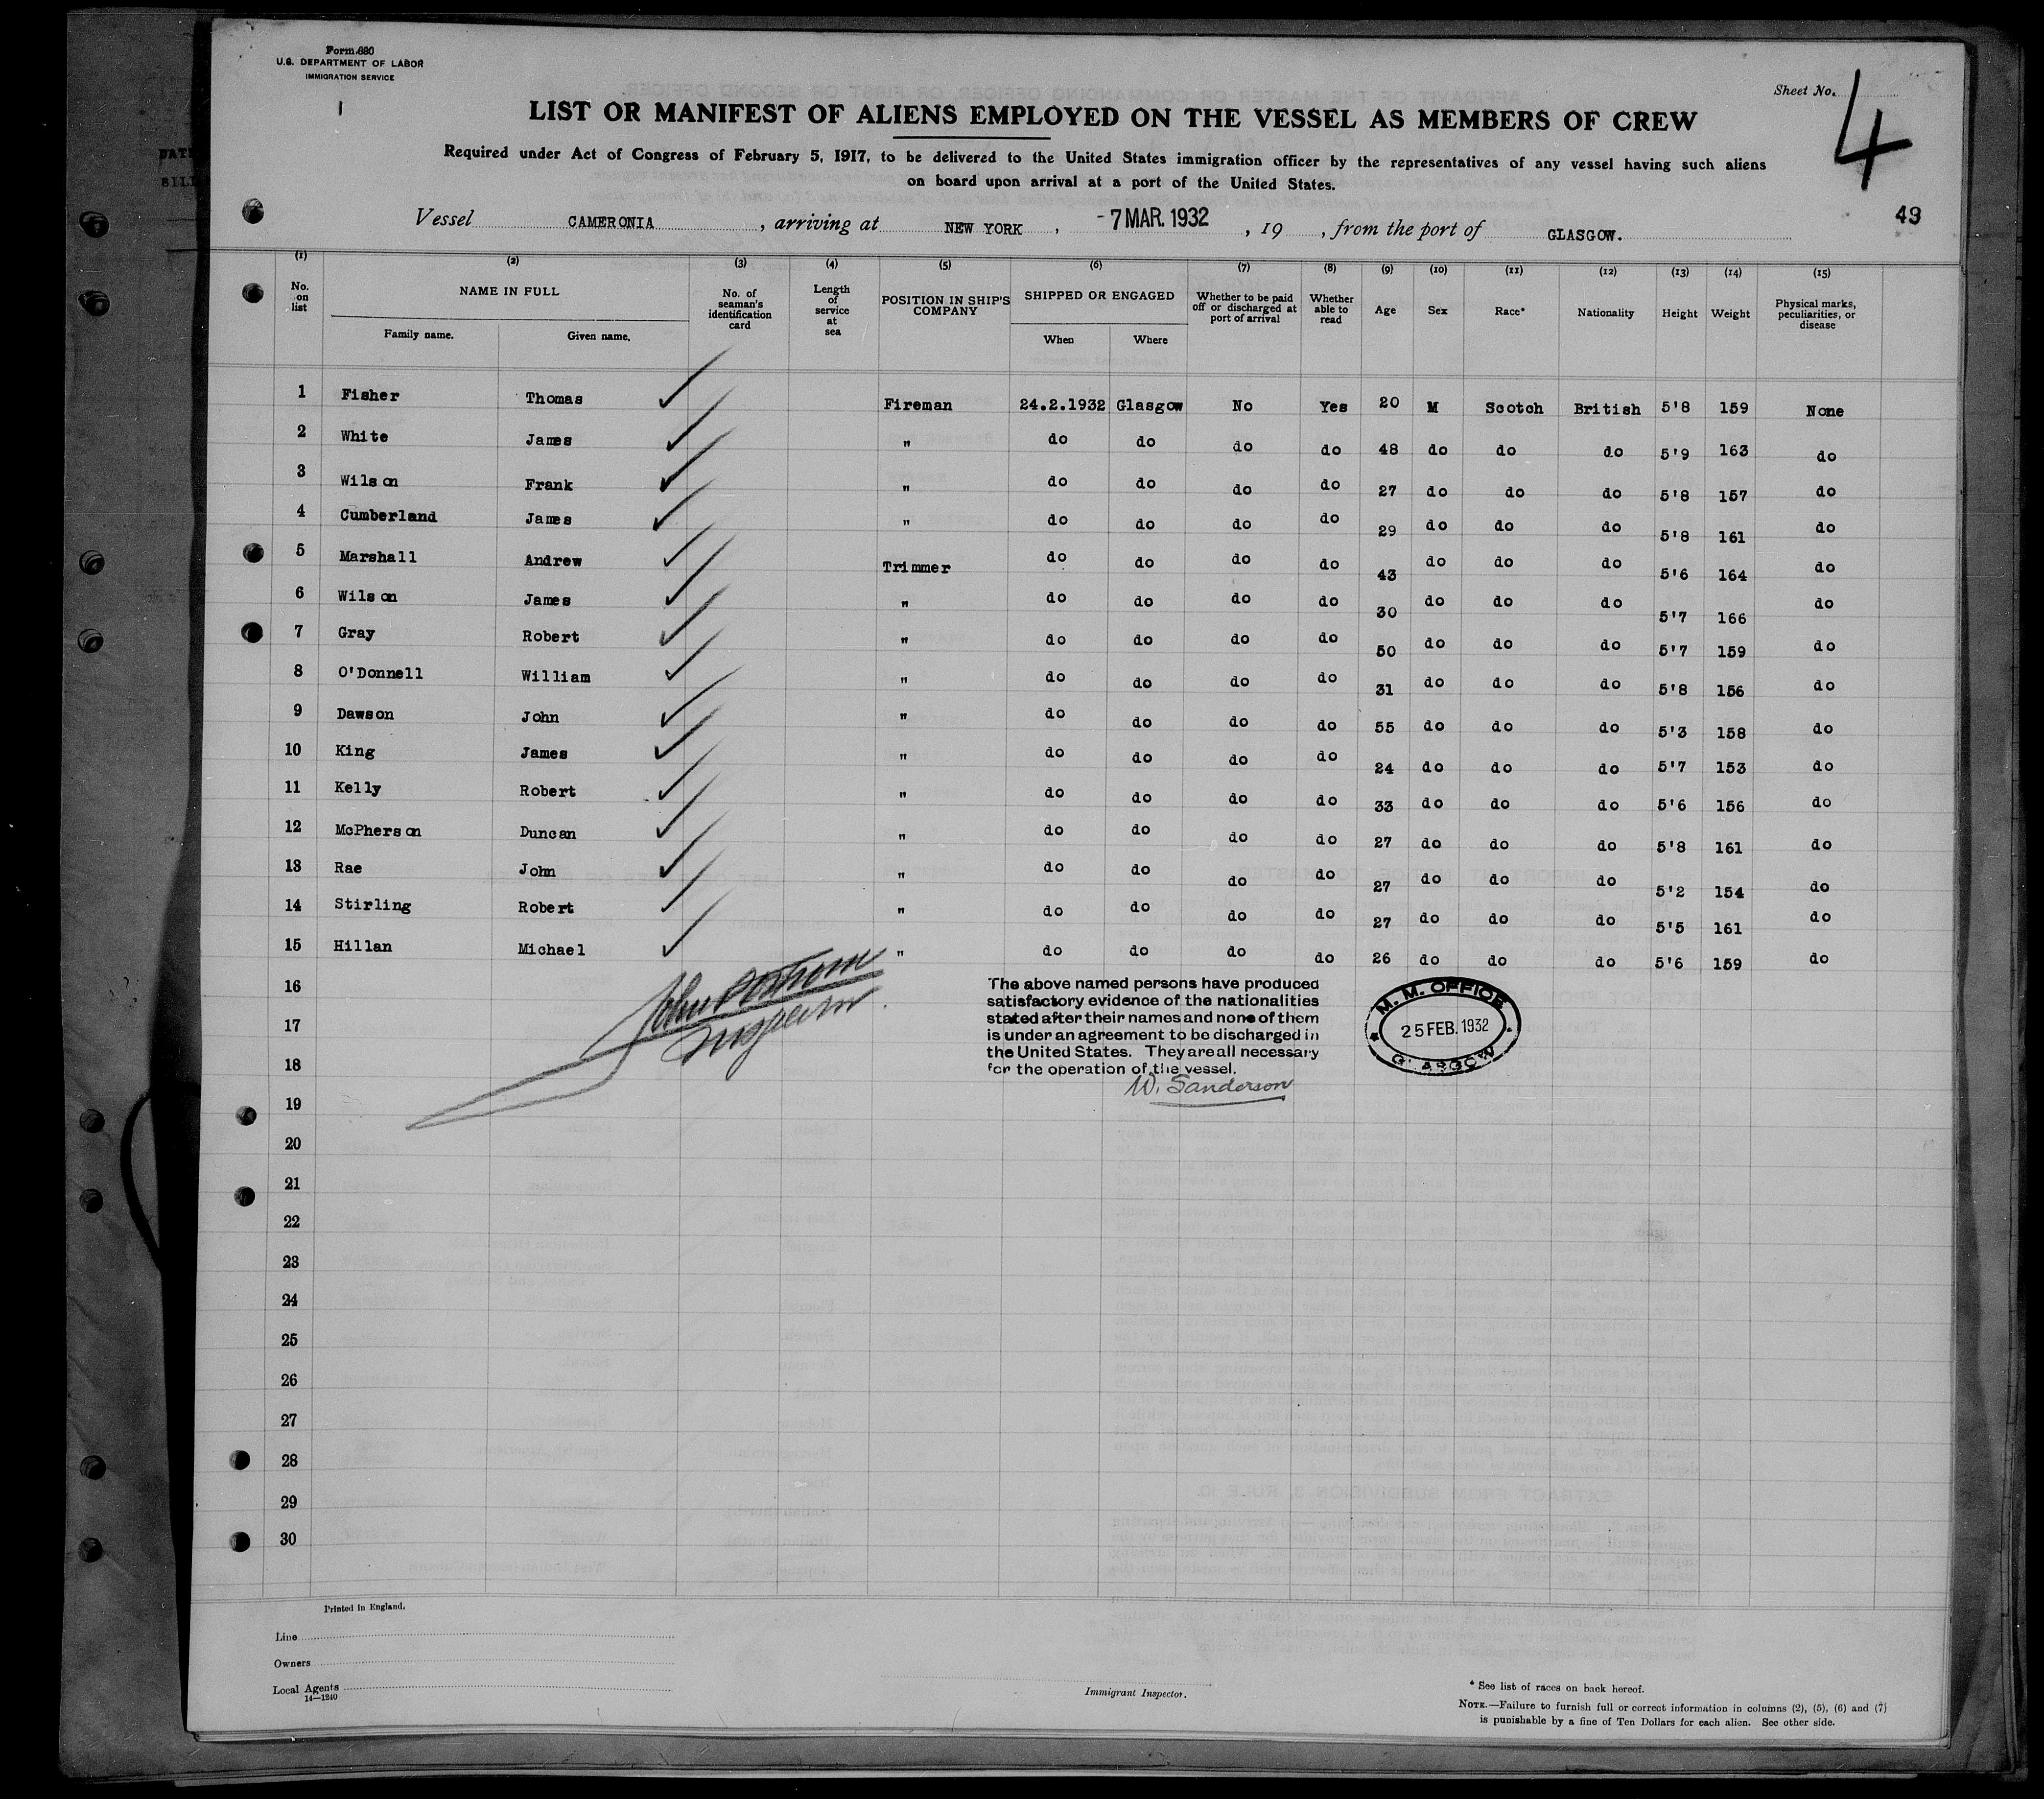 Form 680
U.S. DEPARTMENT OF LABOR
IMMIGRATION SERVICE
1
Sheet No. 4
LIST OR MANIFEST OF ALIENS EMPLOYED ON THE VESSEL AS MEMBERS OF CREW
Required under Act of Congress of February 5, 1917, to be delivered to the United States immigration officer by the representatives of any vessel having such aliens
on board upon arrival at a port of the United States.
49
Vessel CAMERONIA, arriving at NEW YORK, -7 MAR. 1932, 19 , from the port of GLASGOW.
(1) (2) (3) (4) (5) (6) (7) (8) (9) (10) (11) (12) (13) (14) (15)
No. on list NAME IN FULL Family name. Given name. No. of seaman's identification card Length of service at sea POSITION IN SHIP'S COMPANY SHIPPED OR ENGAGED When Where Whether to be paid off or discharged at port of arrival Whether able to read Age Sex Race* Nationality Height Weight Physical marks, peculiarities, or disease
1 Fisher Thomas Fireman 24.2.1932 Glasgow No Yes 20 M Scotch British 5'8 159 None
2 White James " do do do do 48 do do do 5'9 163 do
3 Wilson Frank " do do do do 27 do do do 5'8 157 do
4 Cumberland James " do do do do 29 do do do 5'8 161 do
5 Marshall Andrew Trimmer do do do do 43 do do do 5'6 164 do
6 Wilson James " do do do do 30 do do do 5'7 166 do
7 Gray Robert " do do do do 50 do do do 5'7 159 do
8 O'Donnell William " do do do do 31 do do do 5'8 156 do
9 Dawson John " do do do do 55 do do do 5'3 158 do
10 King James " do do do do 24 do do do 5'7 153 do
11 Kelly Robert " do do do do 33 do do do 5'6 156 do
12 McPherson Duncan " do do do do 27 do do do 5'8 161 do
13 Rae John " do do do do 27 do do do 5'2 154 do
14 Stirling Robert " do do do do 27 do do do 5'5 161 do
15 Hillan Michael " do do do do 26 do do do 5'6 159 do
16
17
18
19
20
21
22
23
24
25
26
27
28
29
30
John
Inspector.
The above named persons have produced
satisfactory evidence of the nationalities
stated after their names and none of them
is under an agreement to be discharged in
the United States. They are all necessary
for the operation of the vessel.
W. Sanderson
M. M. OFFICE
25 FEB. 1932
GLASGOW
Printed in England.
Line
Owners
Local Agents
14—1240
Immigrant Inspector.
* See list of races on back hereof.
NOTE.—Failure to furnish full or correct information in columns (2), (5), (6) and (7)
is punishable by a fine of Ten Dollars for each alien. See other side.